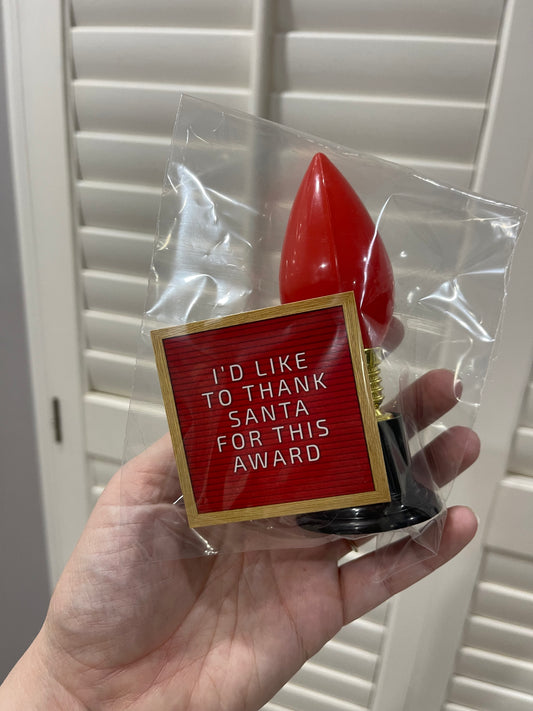 I'D LIKE
TO THANK
SANTA
FOR THIS
AWARD